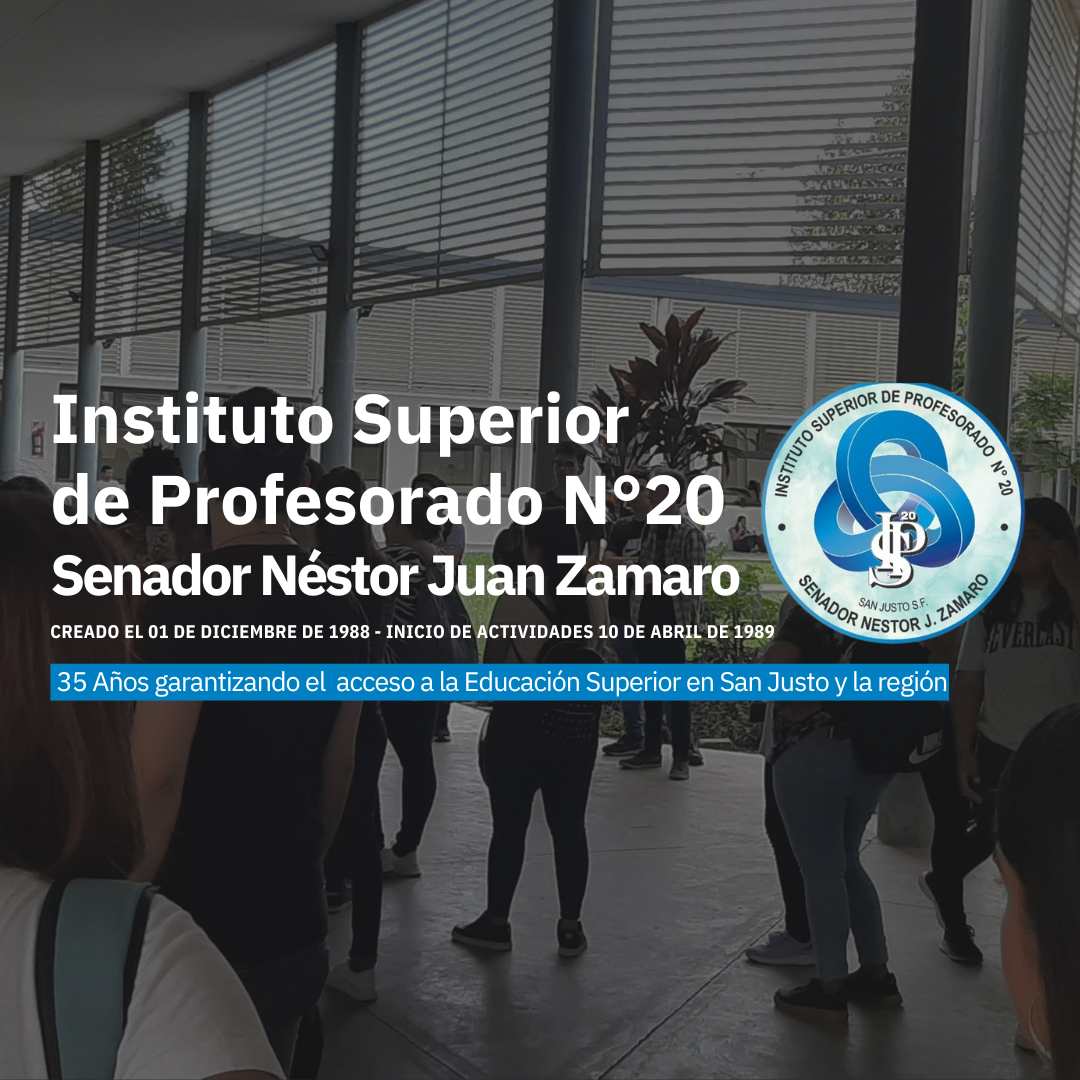 Instituto Superior
de Profesorado N°20
Senador Néstor Juan Zamaro
CREADO EL 01 DE DICIEMBRE DE 1988 - INICIO DE ACTIVIDADES 10 DE ABRIL DE 1989
35 Años garantizando el  acceso a la Educación Superior en San Justo y la región
INSTITUTO SUPERIOR DE PROFESORADO Nº 20
ISP
20
SAN JUSTO S.F.
SENADOR NESTOR J. ZAMARO
EVERLAST